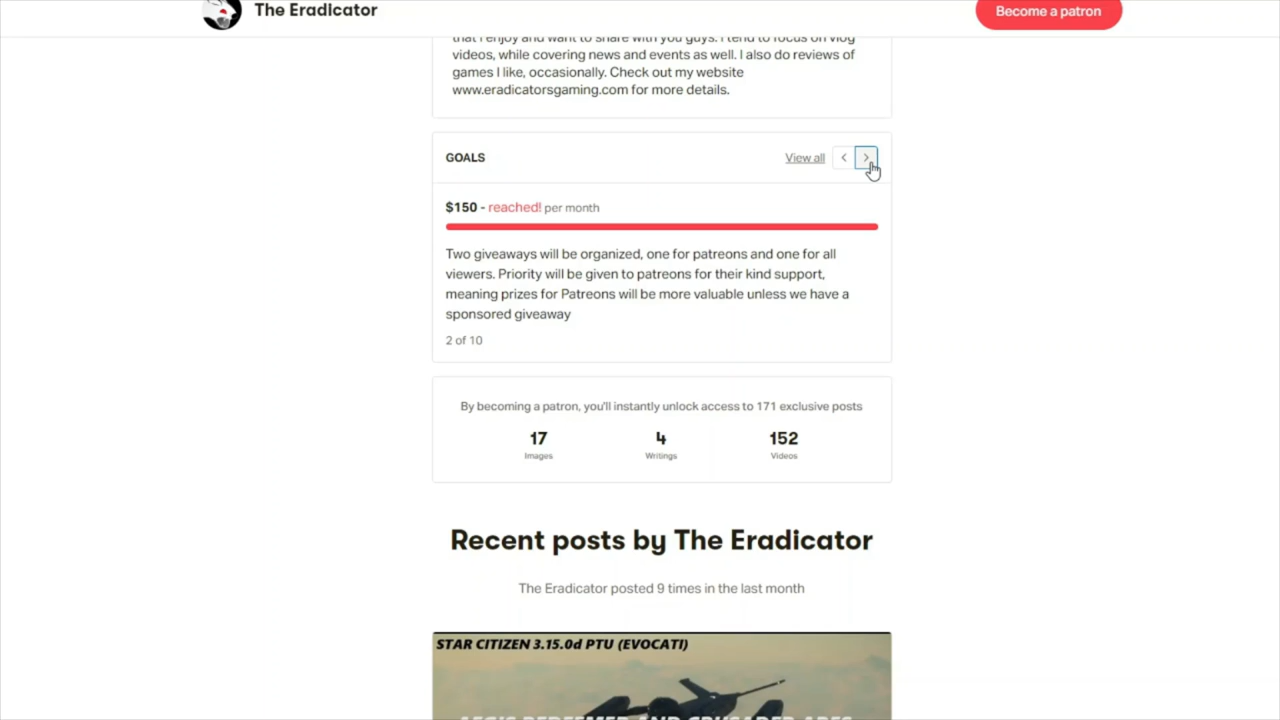 The Eradicator
Become a patron
that I enjoy and want to share with you guys. I tend to focus on vlog
videos, while covering news and events as well. I also do reviews of
games I like, occasionally. Check out my website
www.eradicatorsgaming.com for more details.
GOALS
View all
$150 - reached! per month
Two giveaways will be organized, one for patreons and one for all
viewers. Priority will be given to patreons for their kind support,
meaning prizes for Patreons will be more valuable unless we have a
sponsored giveaway
2 of 10
By becoming a patron, you'll instantly unlock access to 171 exclusive posts
17
4
152
Images
Writings
Videos
Recent posts by The Eradicator
The Eradicator posted 9 times in the last month
STAR CITIZEN 3.15.0d PTU (EVOCATI)
AEGIS REDEEMER AND CRUSADER ARES